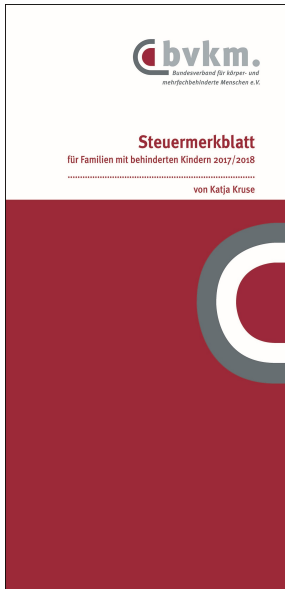 bvkm.
Bundesverband für körper- und
mehrfachbehinderte Menschen e.V.
Steuermerkblatt
für Familien mit behinderten Kindern 2017/2018
von Katja Kruse